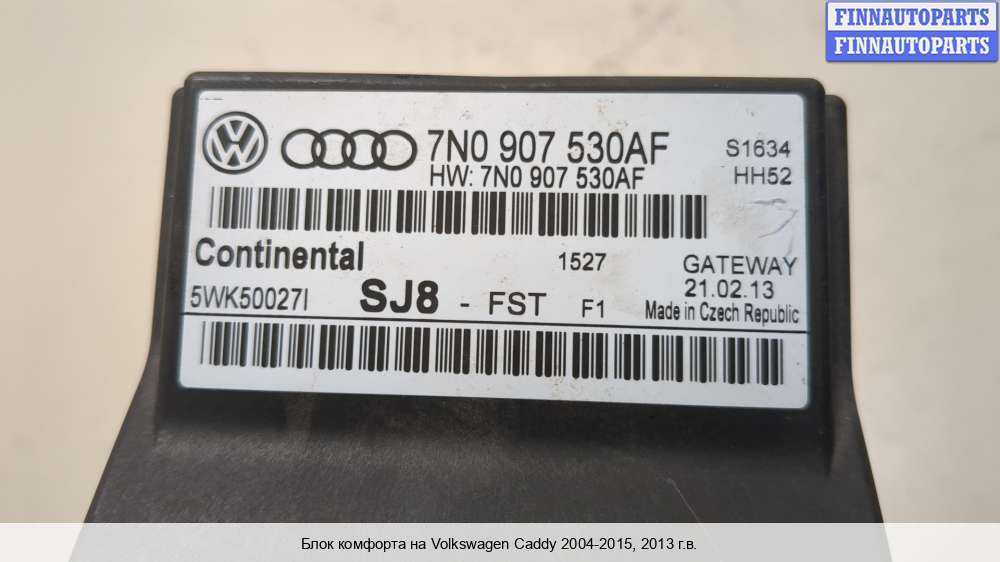 FINNAUTOPARTS
FINNAUTOPARTS
7N0 907 530AF
HW: 7N0 907 530AF
S1634
HH52
Continental
1527
GATEWAY
21.02.13
5WK50027I
SJ8 - FST F1
Made in Czech Republic
Блок комфорта на Volkswagen Caddy 2004-2015, 2013 г.в.